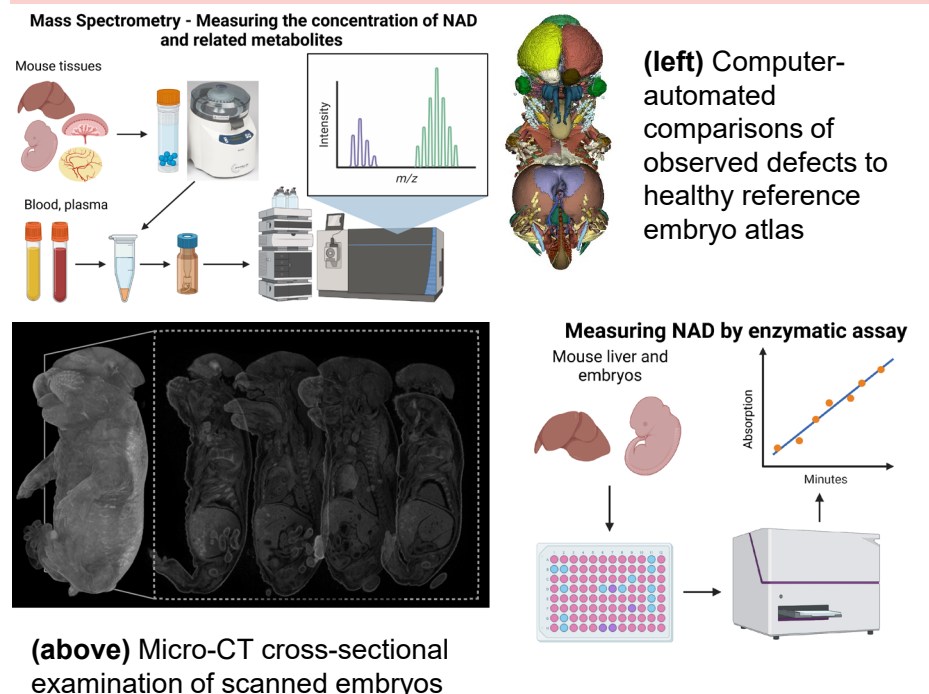 Mass Spectrometry - Measuring the concentration of NAD
and related metabolites
Mouse tissues
Intensity
m/z
Blood, plasma
(left) Computer-
automated
comparisons of
observed defects to
healthy reference
embryo atlas
Measuring NAD by enzymatic assay
Mouse liver and
embryos
Absorption
Minutes
(above) Micro-CT cross-sectional
examination of scanned embryos